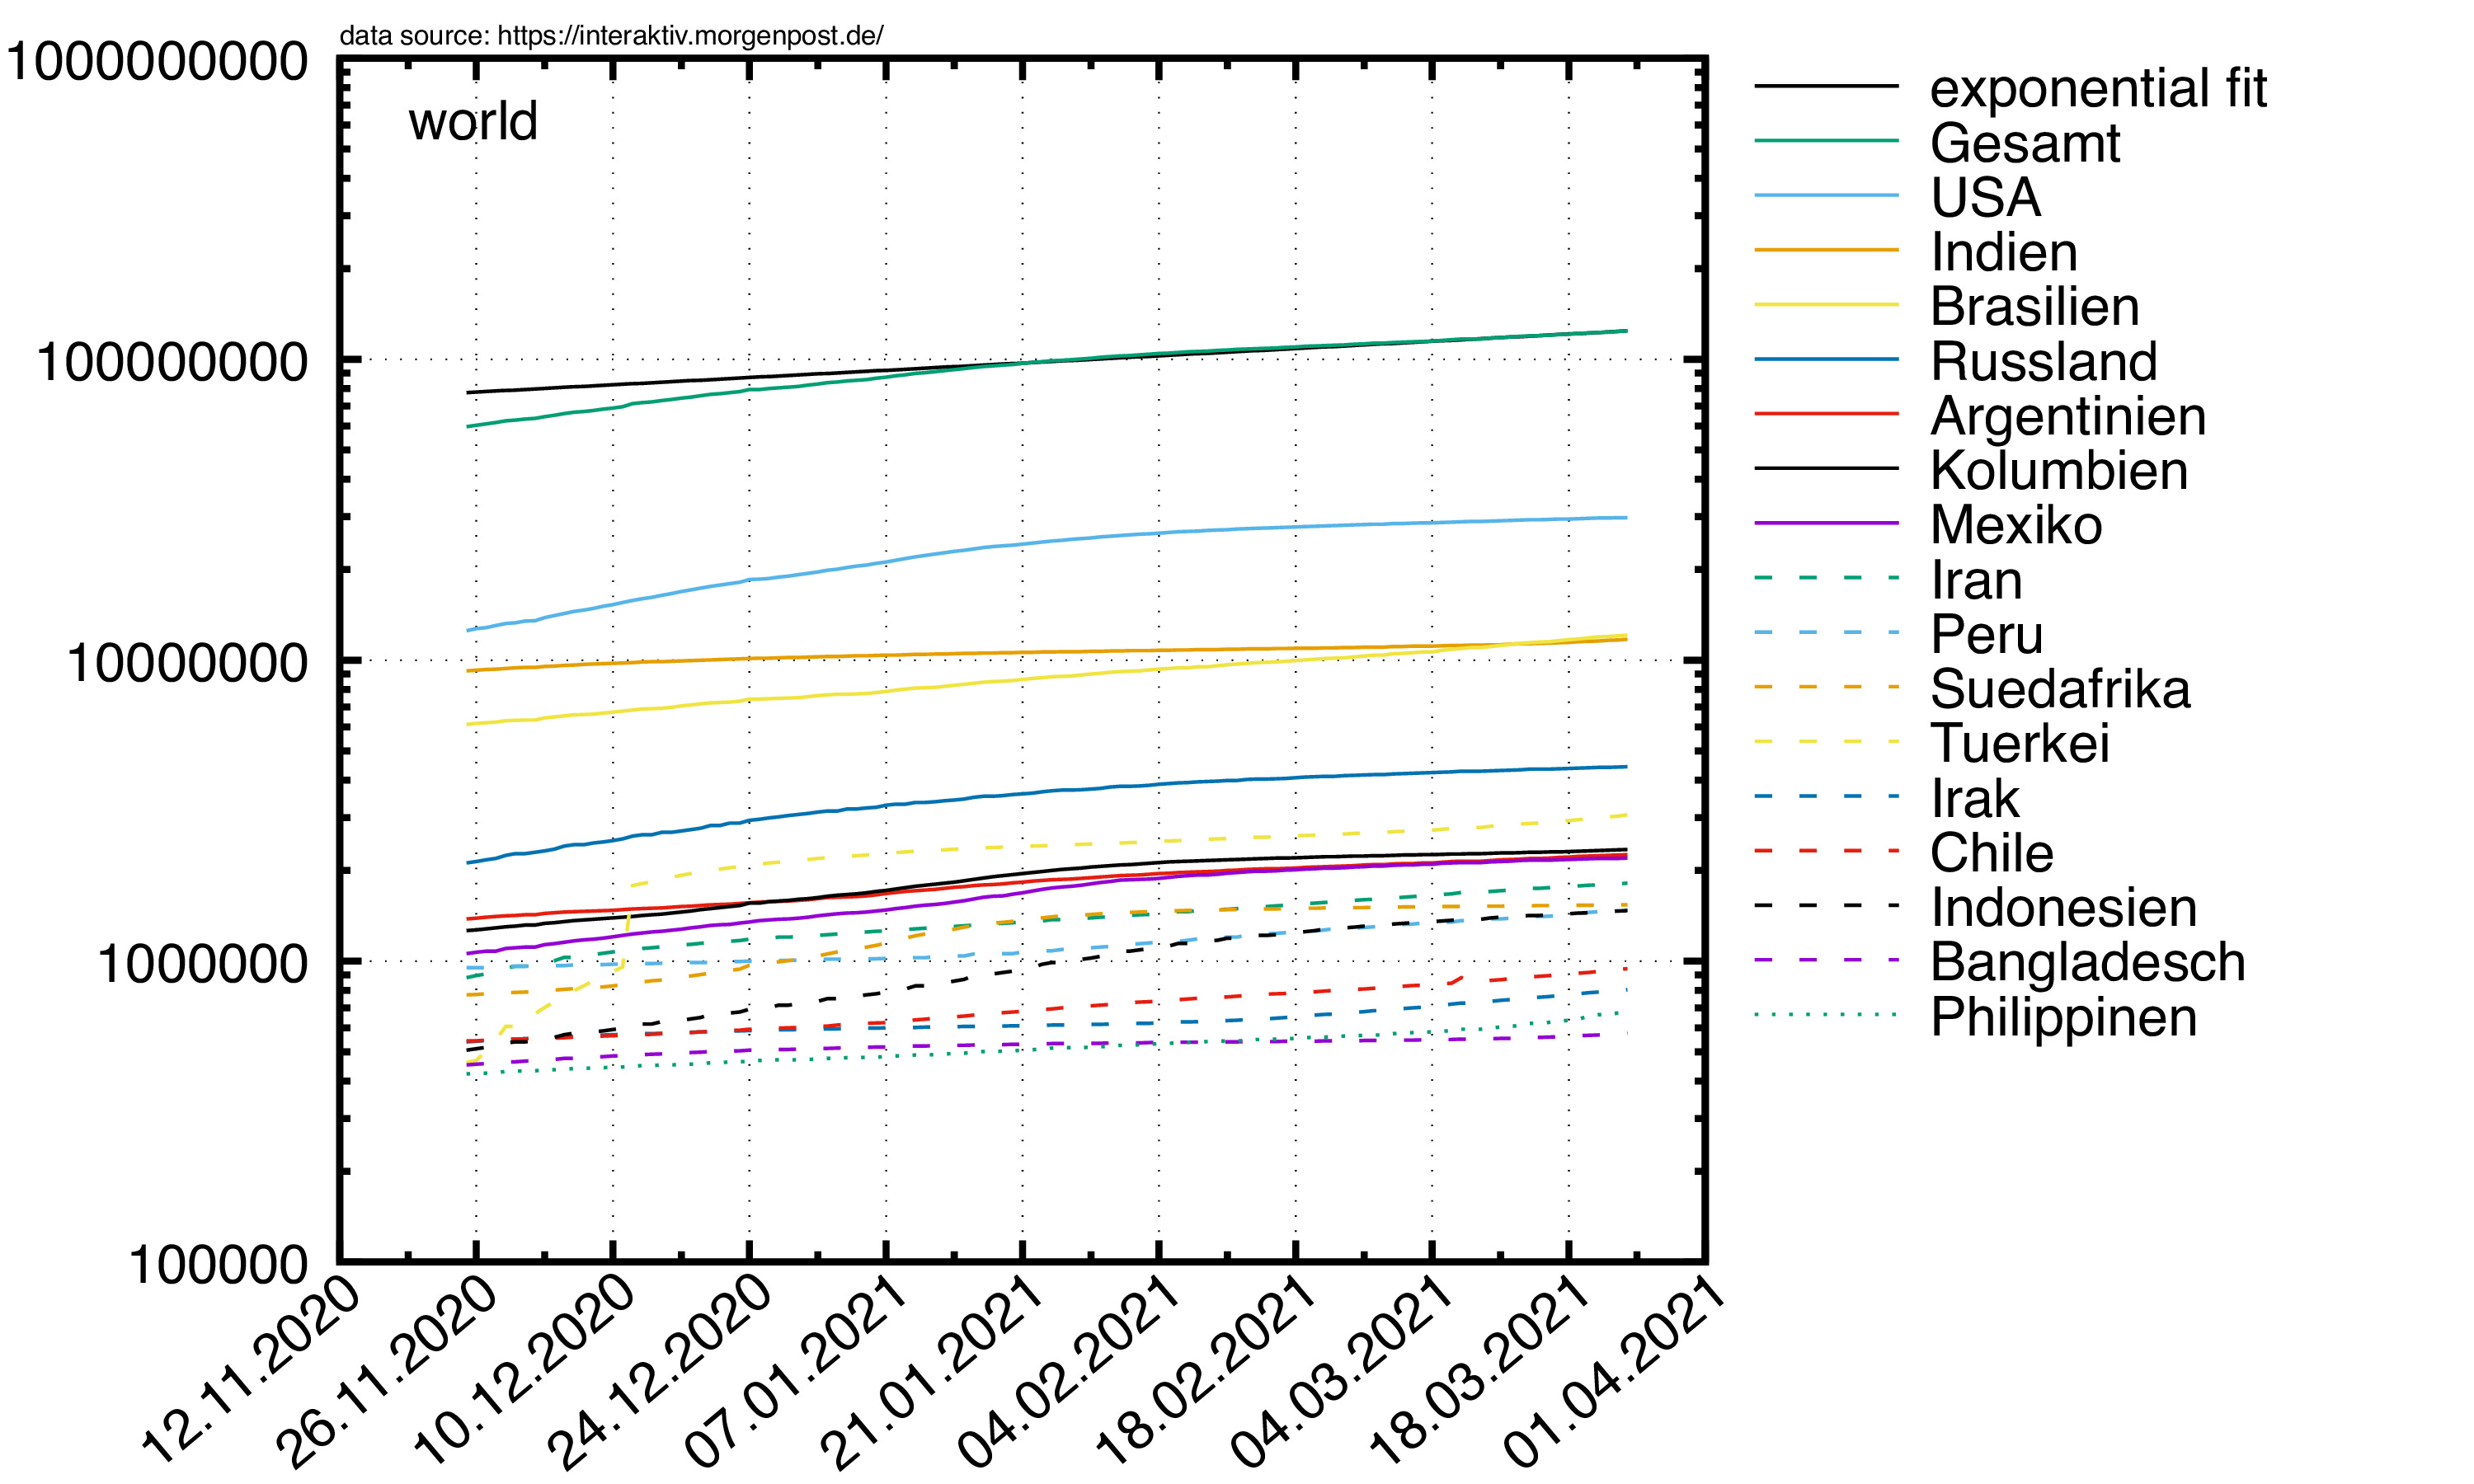 data source: https://interaktiv.morgenpost.de/
world
1000000000
100000000
10000000
1000000
100000
12.11.2020
26.11.2020
10.12.2020
24.12.2020
07.01.2021
21.01.2021
04.02.2021
18.02.2021
04.03.2021
18.03.2021
01.04.2021
exponential fit
Gesamt
USA
Indien
Brasilien
Russland
Argentinien
Kolumbien
Mexiko
Iran
Peru
Suedafrika
Tuerkei
Irak
Chile
Indonesien
Bangladesch
Philippinen